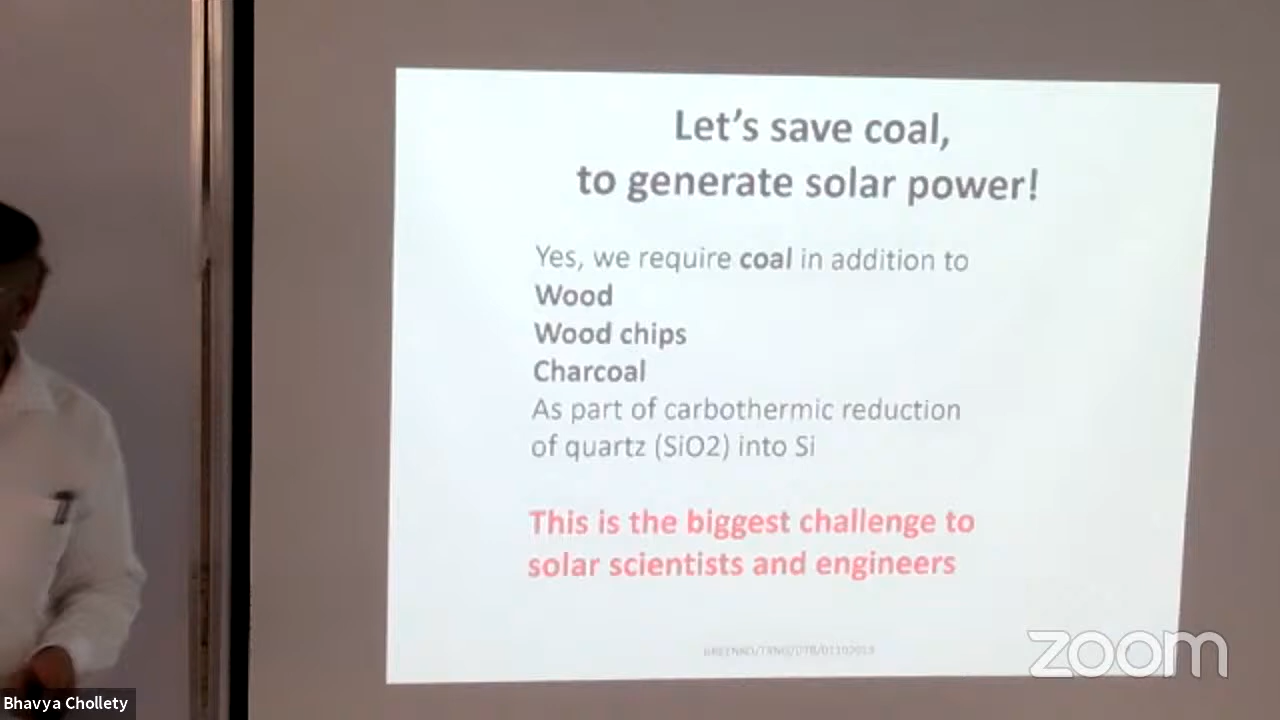 Let's save coal,
to generate solar power!
Yes, we require coal in addition to
Wood
Wood chips
Charcoal
As part of carbothermic reduction
of quartz (SiO2) into Si
This is the biggest challenge to
solar scientists and engineers
zoom
Bhavya Chollety